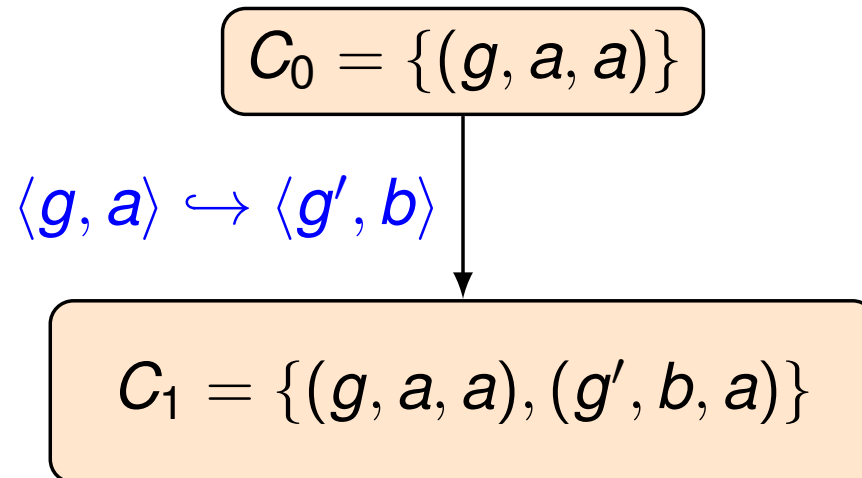 C₀ = {(g, a, a)}
⟨g, a⟩ ↪ ⟨g′, b⟩
C₁ = {(g, a, a), (g′, b, a)}